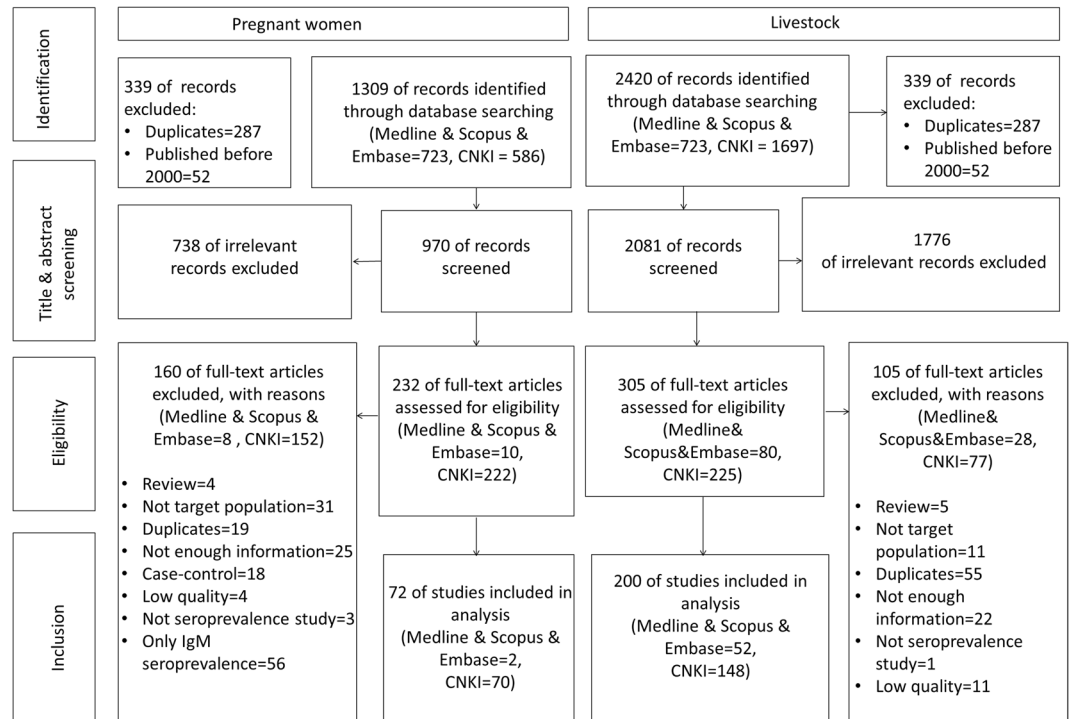 Pregnant women
Livestock
Identification
339 of records
excluded:
• Duplicates=287
• Published before
2000=52
1309 of records identified
through database searching
(Medline & Scopus &
Embase=723, CNKI = 586)
2420 of records identified
through database searching
(Medline & Scopus &
Embase=723, CNKI = 1697)
339 of records
excluded:
• Duplicates=287
• Published before
2000=52
Title & abstract
screening
738 of irrelevant
records excluded
970 of records
screened
2081 of records
screened
1776
of irrelevant records excluded
Eligibility
160 of full-text articles
excluded, with reasons
(Medline & Scopus &
Embase=8 , CNKI=152)
• Review=4
• Not target population=31
• Duplicates=19
• Not enough information=25
• Case-control=18
• Low quality=4
• Not seroprevalence study=3
• Only IgM
seroprevalence=56
232 of full-text articles
assessed for eligibility
(Medline & Scopus &
Embase=10,
CNKI=222)
305 of full-text articles
assessed for eligibility
(Medline&
Scopus&Embase=80,
CNKI=225)
105 of full-text articles
excluded, with reasons
(Medline&
Scopus&Embase=28,
CNKI=77)
• Review=5
• Not target
population=11
• Duplicates=55
• Not enough
information=22
• Not seroprevalence
study=1
• Low quality=11
Inclusion
72 of studies included in
analysis
(Medline & Scopus &
Embase=2,
CNKI=70)
200 of studies included in
analysis
(Medline & Scopus &
Embase=52,
CNKI=148)